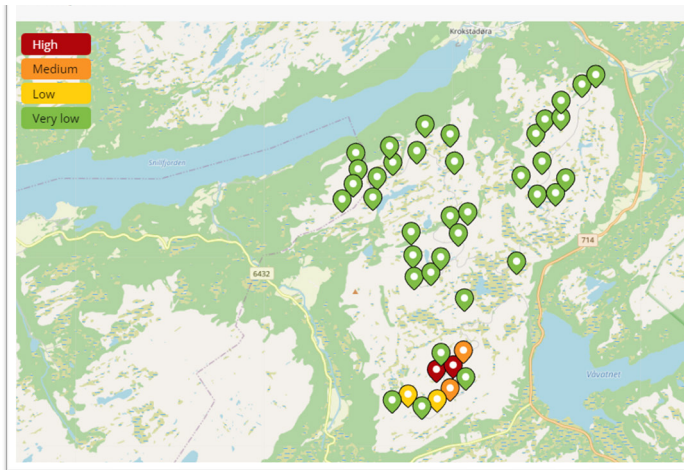 Krokstadøra
High
Medium
Low
Very low
Snillfjorden
714
6432
Våvatnet